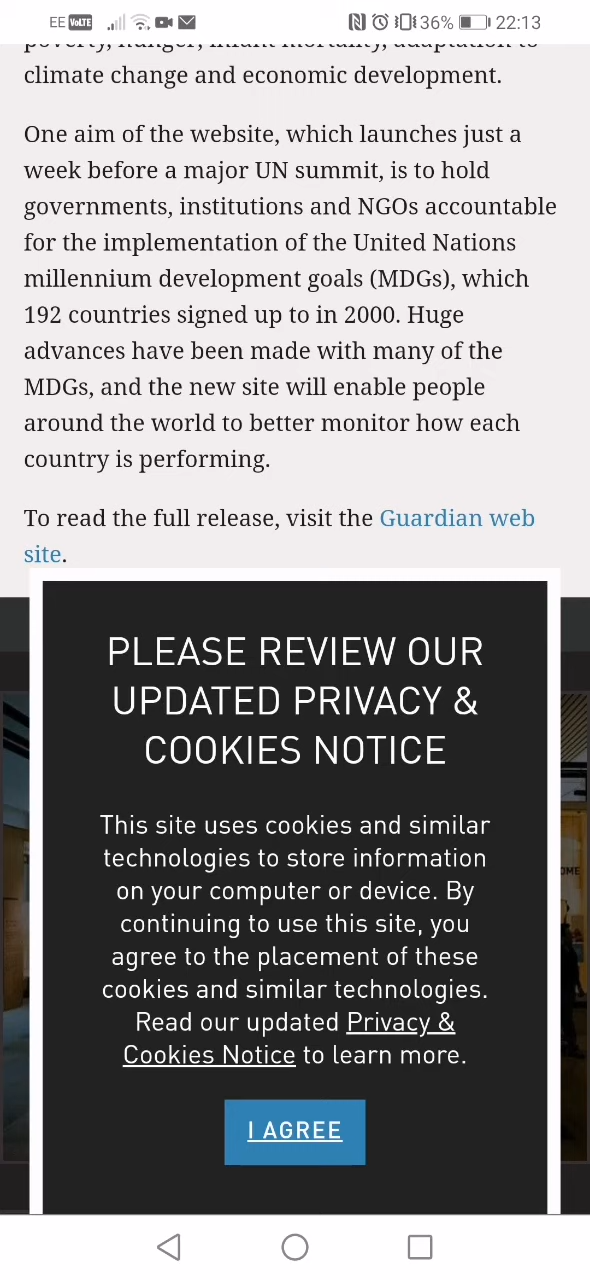 EE VoLTE 36% 22:13
poverty, hunger, infant mortality, adaptation to
climate change and economic development.
One aim of the website, which launches just a
week before a major UN summit, is to hold
governments, institutions and NGOs accountable
for the implementation of the United Nations
millennium development goals (MDGs), which
192 countries signed up to in 2000. Huge
advances have been made with many of the
MDGs, and the new site will enable people
around the world to better monitor how each
country is performing.
To read the full release, visit the Guardian web
site.
PLEASE REVIEW OUR
UPDATED PRIVACY &
COOKIES NOTICE
This site uses cookies and similar
technologies to store information
on your computer or device. By
continuing to use this site, you
agree to the placement of these
cookies and similar technologies.
Read our updated Privacy &
Cookies Notice to learn more.
I AGREE